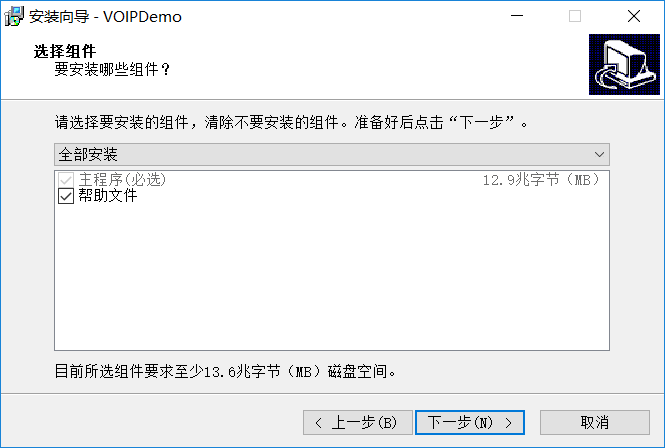 安装向导 - VOIPDemo
选择组件
要安装哪些组件？
请选择要安装的组件，清除不要安装的组件。准备好后点击“下一步”。
全部安装
主程序(必选) 12.9兆字节（MB）
帮助文件
目前所选组件要求至少13.6兆字节（MB）磁盘空间。
< 上一步(B) 下一步(N) > 取消